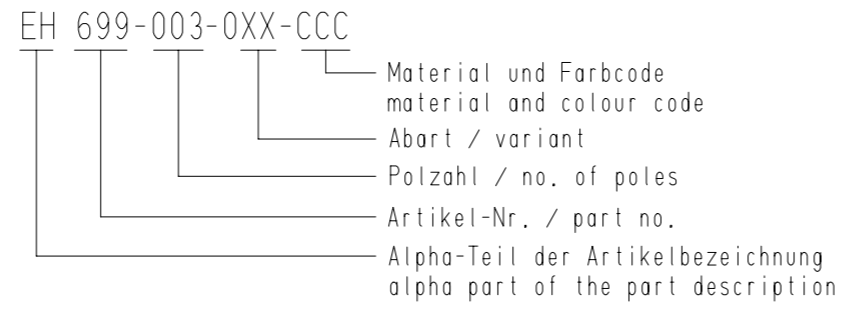 EH 699-003-0XX-CCC
Material und Farbcode
material and colour code
Abart / variant
Polzahl / no. of poles
Artikel-Nr. / part no.
Alpha-Teil der Artikelbezeichnung
alpha part of the part description